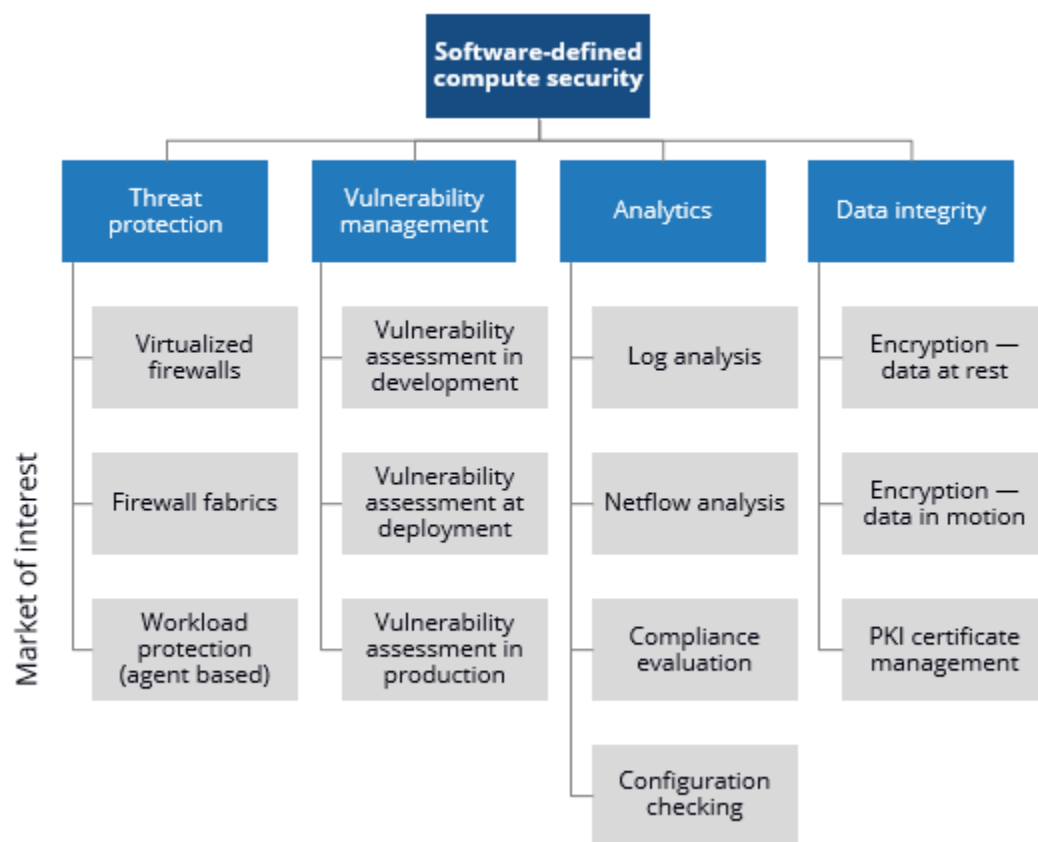 Software-defined
compute security
Threat
protection
Vulnerability
management
Analytics
Data integrity
Virtualized
firewalls
Vulnerability
assessment in
development
Log analysis
Encryption —
data at rest
Firewall fabrics
Vulnerability
assessment at
deployment
Netflow analysis
Encryption —
data in motion
Workload
protection
(agent based)
Vulnerability
assessment in
production
Compliance
evaluation
PKI certificate
management
Configuration
checking
Market of interest